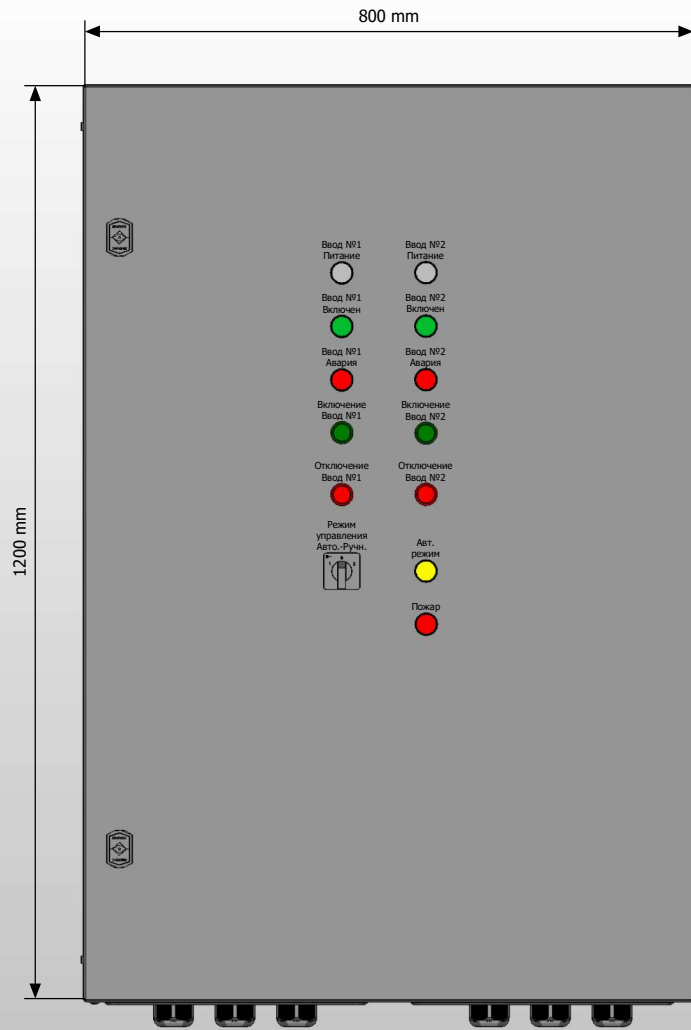 800 mm
1200 mm
Ввод №1
Питание
Ввод №2
Питание
Ввод №1
Включен
Ввод №2
Включен
Ввод №1
Авария
Ввод №2
Авария
Включение
Ввод №1
Включение
Ввод №2
Отключение
Ввод №1
Отключение
Ввод №2
Режим
управления
Авто.-Ручн.
Авт.
режим
Пожар